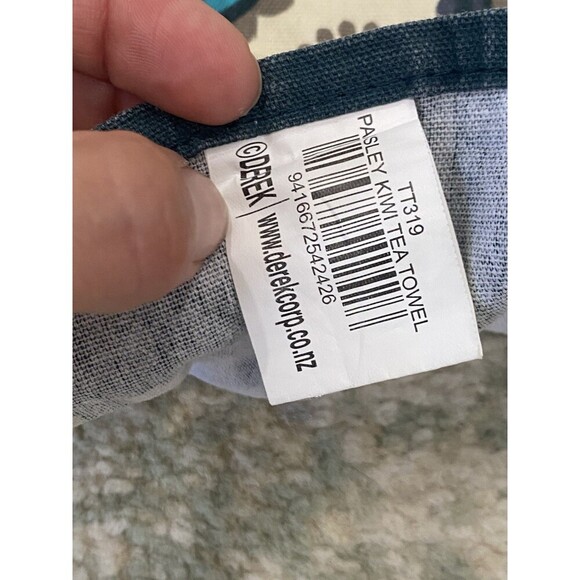 TT319
PASLEY KIWI TEA TOWEL
9416672542426
©DEREK | www.derekcorp.co.nz